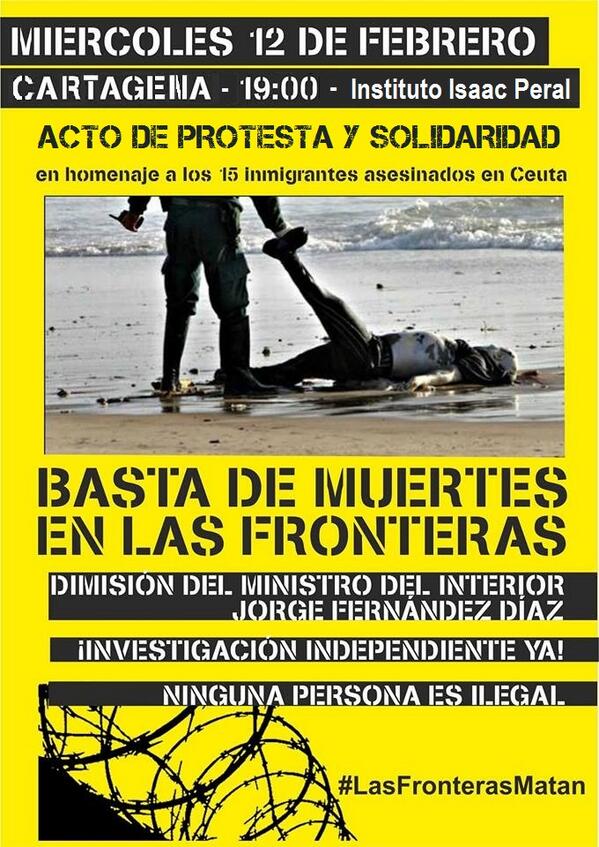 MIERCOLES 12 DE FEBRERO
CARTAGENA - 19:00 - Instituto Isaac Peral
ACTO DE PROTESTA Y SOLIDARIDAD
en homenaje a los 15 inmigrantes asesinados en Ceuta
BASTA DE MUERTES
EN LAS FRONTERAS
DIMISIÓN DEL MINISTRO DEL INTERIOR
JORGE FERNÁNDEZ DÍAZ
¡INVESTIGACIÓN INDEPENDIENTE YA!
NINGUNA PERSONA ES ILEGAL
#LasFronterasMatan